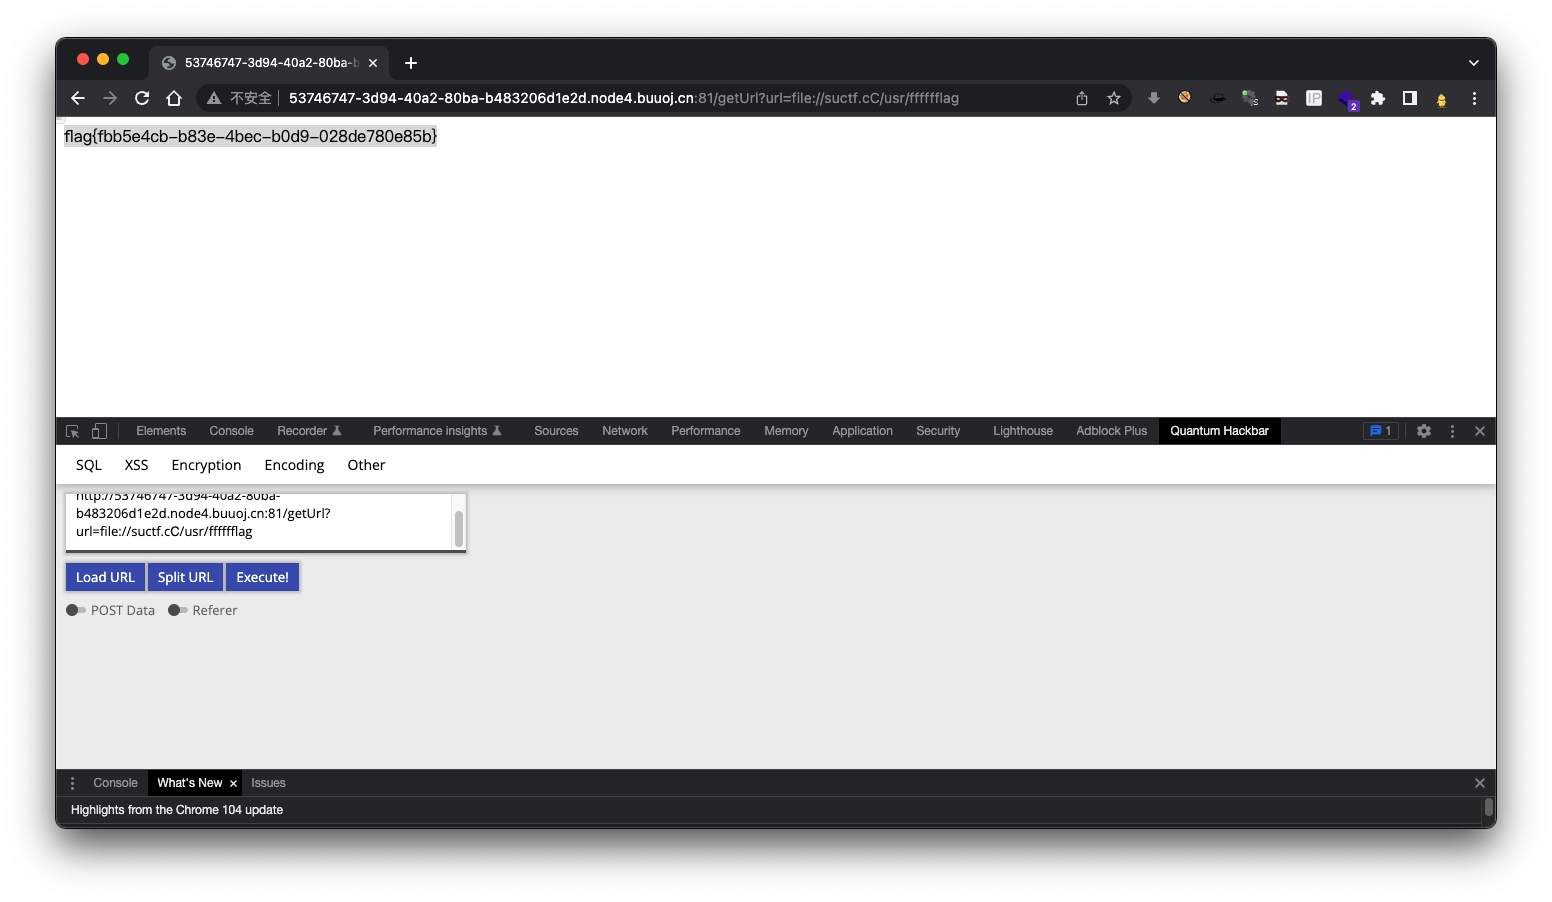 53746747-3d94-40a2-80ba-b
不安全 53746747-3d94-40a2-80ba-b483206d1e2d.node4.buuoj.cn:81/getUrl?url=file://suctf.cC/usr/ffffffflag
IP
2
flag{fbb5e4cb-b83e-4bec-b0d9-028de780e85b}
Elements Console Recorder Performance insights Sources Network Performance Memory Application Security Lighthouse Adblock Plus Quantum Hackbar 1
SQL XSS Encryption Encoding Other
http://53746747-3d94-40a2-80ba-
b483206d1e2d.node4.buuoj.cn:81/getUrl?
url=file://suctf.cC/usr/ffffffflag
Load URL Split URL Execute!
POST Data Referer
Console What's New Issues
Highlights from the Chrome 104 update